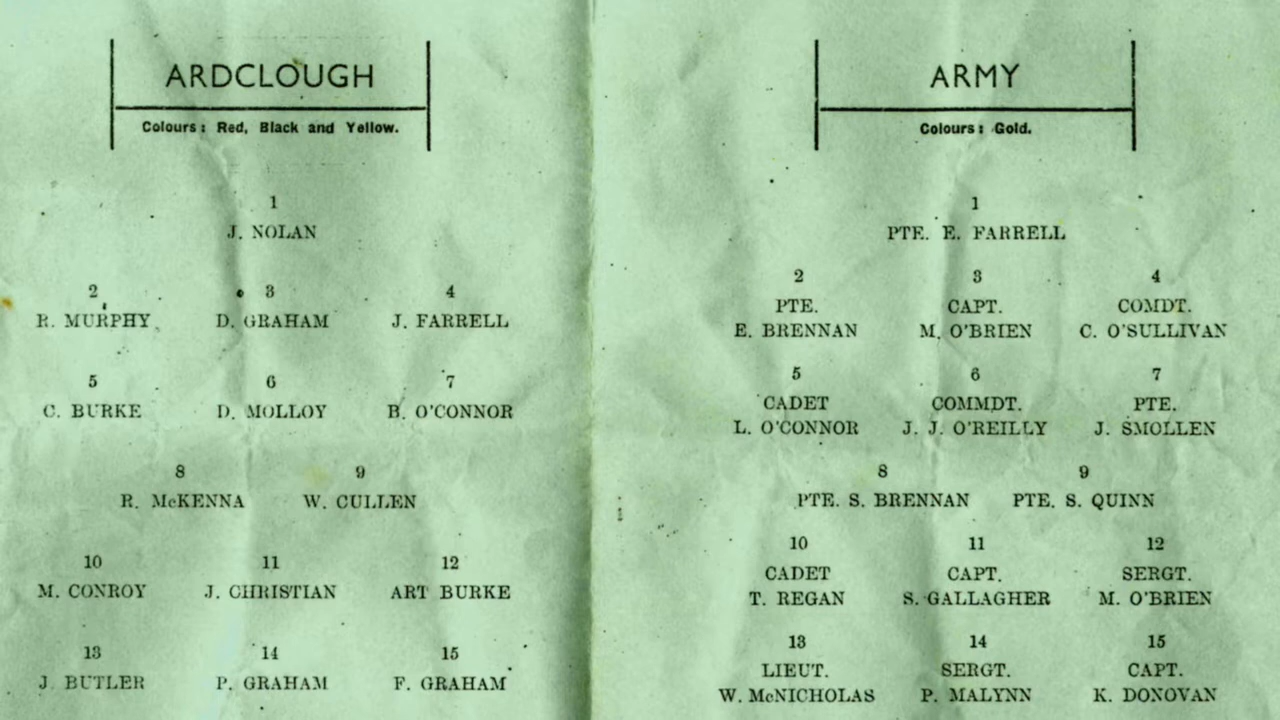 ARDCLOUGH
Colours: Red, Black and Yellow.
1
J. NOLAN
2 3 4
R. MURPHY D. GRAHAM J. FARRELL
5 6 7
C. BURKE D. MOLLOY B. O'CONNOR
8 9
R. McKENNA W. CULLEN
10 11 12
M. CONROY J. CHRISTIAN ART BURKE
13 14 15
J. BUTLER P. GRAHAM F. GRAHAM
ARMY
Colours: Gold.
1
PTE. E. FARRELL
2 3 4
PTE. CAPT. COMDT.
E. BRENNAN M. O'BRIEN C. O'SULLIVAN
5 6 7
CADET COMMDT. PTE.
L. O'CONNOR J. J. O'REILLY J. SMOLLEN
8 9
PTE. S. BRENNAN PTE. S. QUINN
10 11 12
CADET CAPT. SERGT.
T. REGAN S. GALLAGHER M. O'BRIEN
13 14 15
LIEUT. SERGT. CAPT.
W. McNICHOLAS P. MALYNN K. DONOVAN